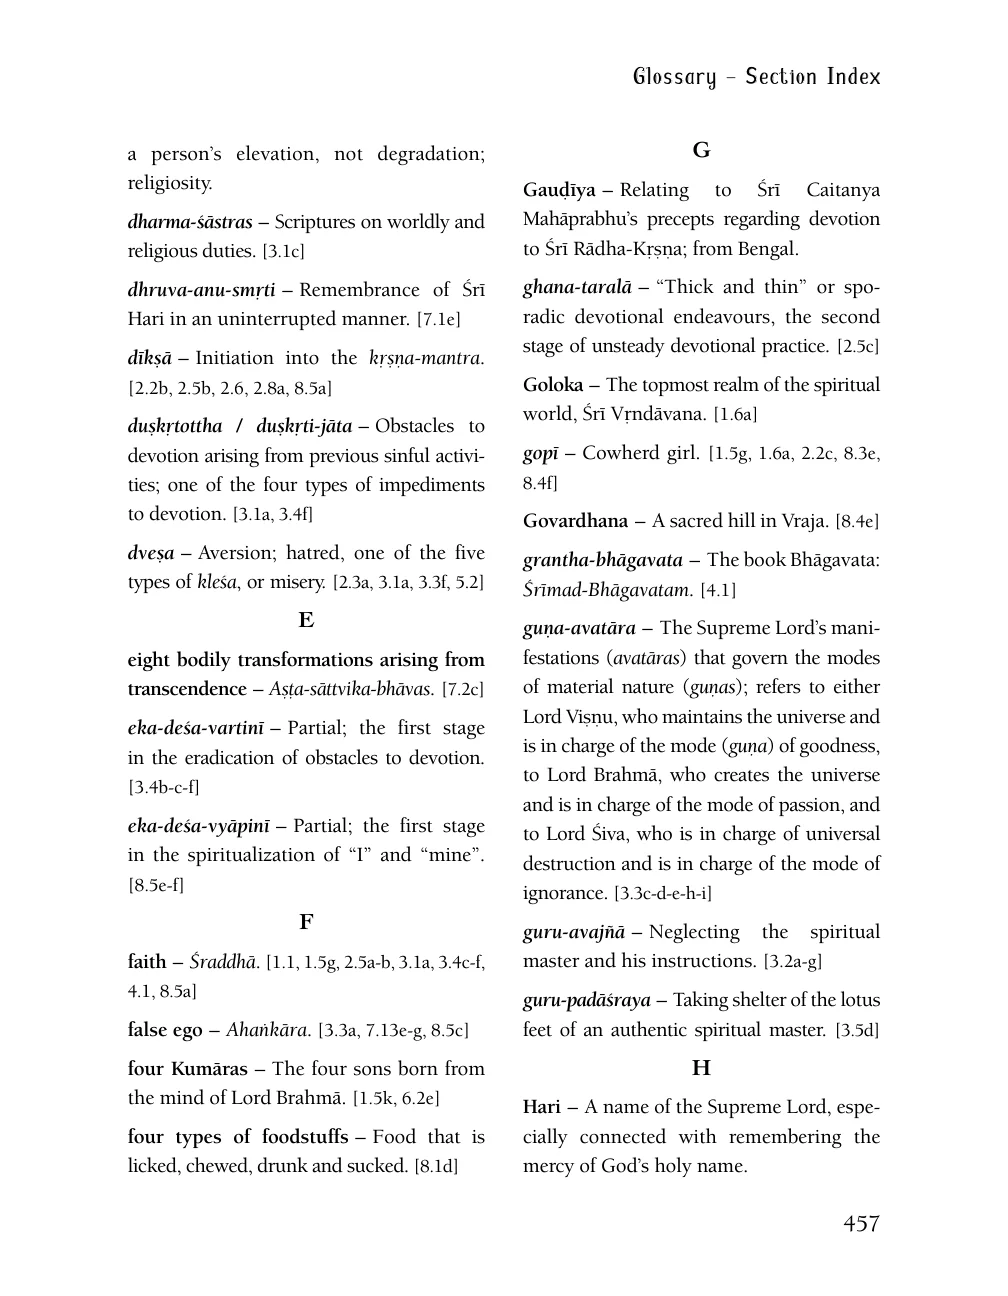 Glossary – Section Index
a person’s elevation, not degradation;
religiosity.
dharma-śāstras – Scriptures on worldly and
religious duties. [3.1c]
dhruva-anu-smṛti – Remembrance of Śrī
Hari in an uninterrupted manner. [7.1e]
dīkṣā – Initiation into the kṛṣṇa-mantra.
[2.2b, 2.5b, 2.6, 2.8a, 8.5a]
duṣkṛtottha / duṣkṛti-jāta – Obstacles to
devotion arising from previous sinful activi-
ties; one of the four types of impediments
to devotion. [3.1a, 3.4f]
dveṣa – Aversion; hatred, one of the five
types of kleśa, or misery. [2.3a, 3.1a, 3.3f, 5.2]
E
eight bodily transformations arising from
transcendence – Aṣṭa-sāttvika-bhāvas. [7.2c]
eka-deśa-vartinī – Partial; the first stage
in the eradication of obstacles to devotion.
[3.4b-c-f]
eka-deśa-vyāpinī – Partial; the first stage
in the spiritualization of “I” and “mine”.
[8.5e-f]
F
faith – Śraddhā. [1.1, 1.5g, 2.5a-b, 3.1a, 3.4c-f,
4.1, 8.5a]
false ego – Ahaṅkāra. [3.3a, 7.13e-g, 8.5c]
four Kumāras – The four sons born from
the mind of Lord Brahmā. [1.5k, 6.2e]
four types of foodstuffs – Food that is
licked, chewed, drunk and sucked. [8.1d]
G
Gauḍīya – Relating to Śrī Caitanya
Mahāprabhu’s precepts regarding devotion
to Śrī Rādha-Kṛṣṇa; from Bengal.
ghana-taralā – “Thick and thin” or spo-
radic devotional endeavours, the second
stage of unsteady devotional practice. [2.5c]
Goloka – The topmost realm of the spiritual
world, Śrī Vṛndāvana. [1.6a]
gopī – Cowherd girl. [1.5g, 1.6a, 2.2c, 8.3e,
8.4f]
Govardhana – A sacred hill in Vraja. [8.4e]
grantha-bhāgavata – The book Bhāgavata:
Śrīmad-Bhāgavatam. [4.1]
guṇa-avatāra – The Supreme Lord’s mani-
festations (avatāras) that govern the modes
of material nature (guṇas); refers to either
Lord Viṣṇu, who maintains the universe and
is in charge of the mode (guṇa) of goodness,
to Lord Brahmā, who creates the universe
and is in charge of the mode of passion, and
to Lord Śiva, who is in charge of universal
destruction and is in charge of the mode of
ignorance. [3.3c-d-e-h-i]
guru-avajñā – Neglecting the spiritual
master and his instructions. [3.2a-g]
guru-padāśraya – Taking shelter of the lotus
feet of an authentic spiritual master. [3.5d]
H
Hari – A name of the Supreme Lord, espe-
cially connected with remembering the
mercy of God’s holy name.
457